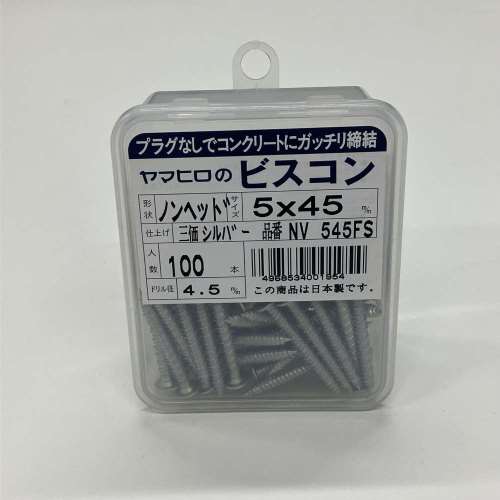 プラグなしでコンクリートにガッチリ締結
ヤマヒロの ビスコン
形状 ノンヘッド サイズ 5×45 m/m
仕上げ 三価シルバー 品番 NV 545FS
入数 100 本
4968534001954
ドリル径 4.5 m/m この商品は日本製です。